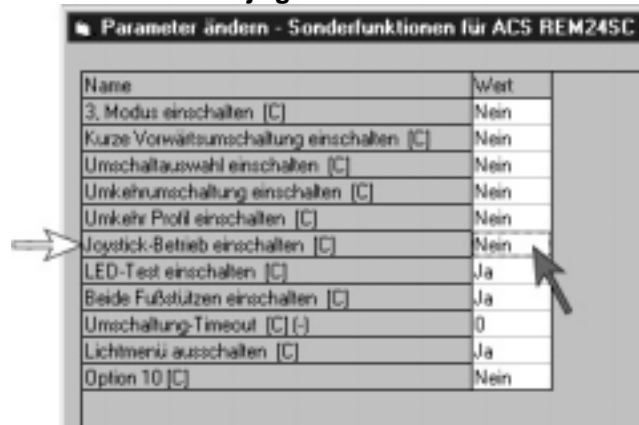 Parameter ändern - Sonderfunktionen für ACS REM24SC
Name Wert
3. Modus einschalten [C] Nein
Kurze Vorwärtsumschaltung einschalten [C] Nein
Umschaltauswahl einschalten [C] Nein
Umkehrumschaltung einschalten [C] Nein
Umkehr Profil einschalten [C] Nein
Joystick-Betrieb einschalten [C] Nein
LED-Test einschalten [C] Ja
Beide Fußstützen einschalten [C] Ja
Umschaltung-Timeout [C] (-) 0
Lichtmenü ausschalten [C] Ja
Option 10 [C] Nein